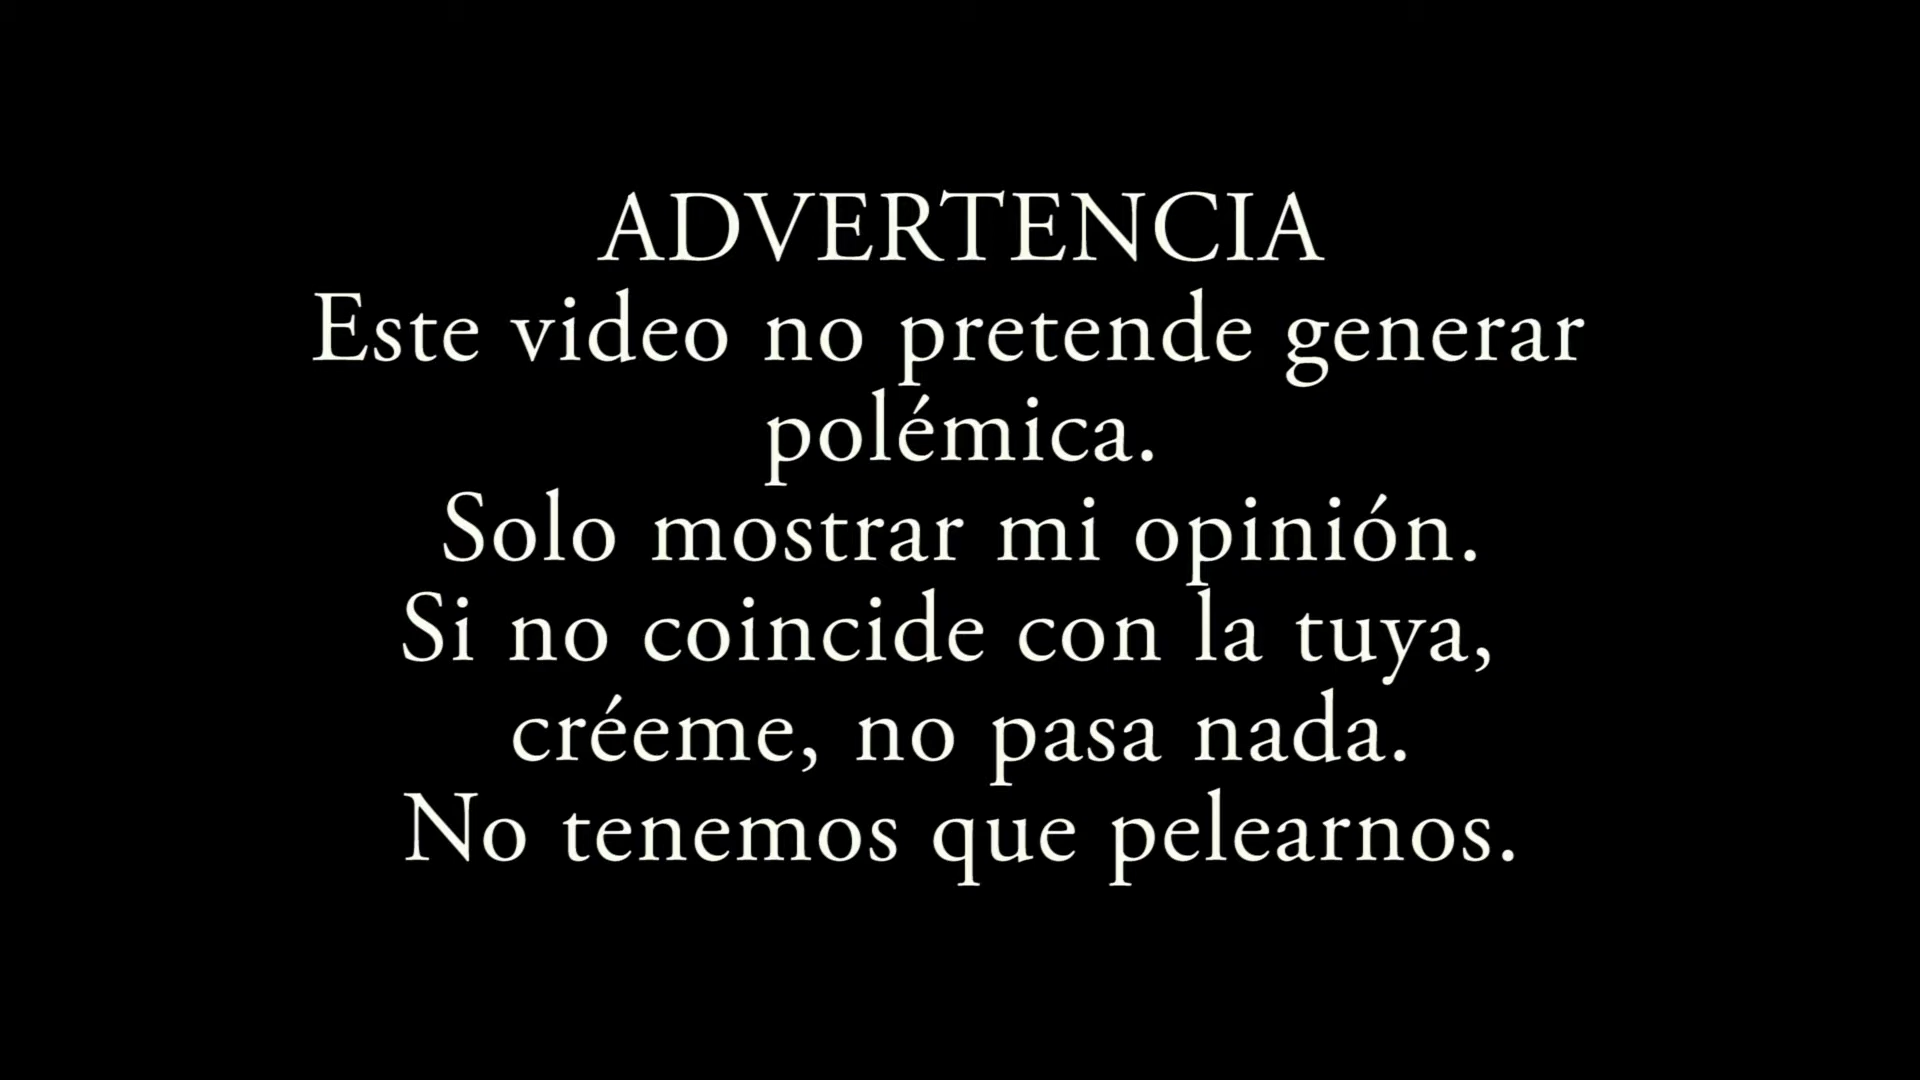 ADVERTENCIA
Este video no pretende generar
polémica.
Solo mostrar mi opinión.
Si no coincide con la tuya,
créeme, no pasa nada.
No tenemos que pelearnos.